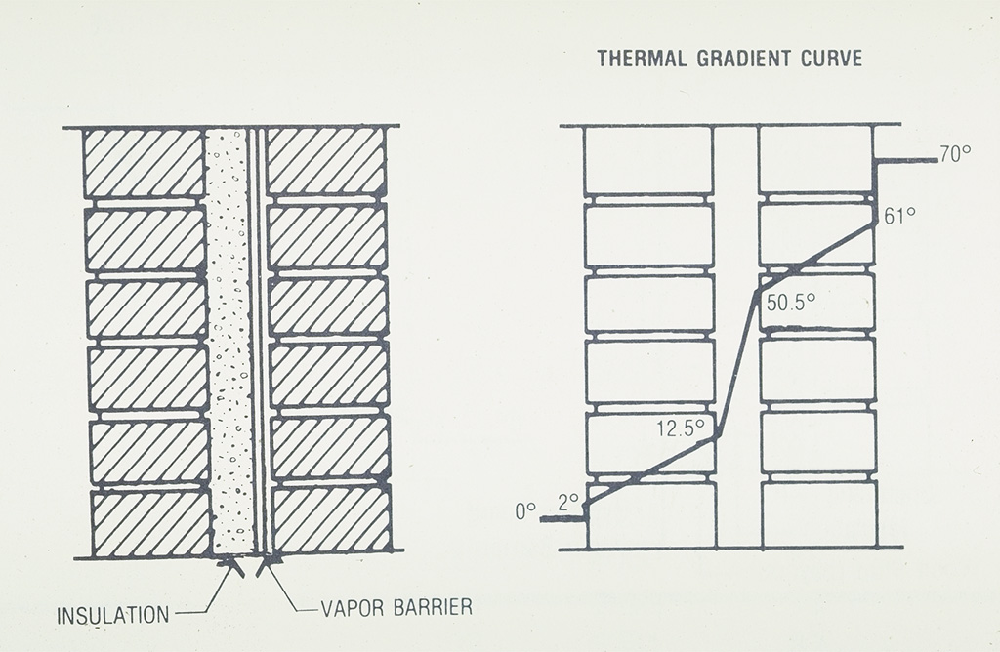 THERMAL GRADIENT CURVE
70°
61°
50.5°
12.5°
2°
0°
INSULATION
VAPOR BARRIER